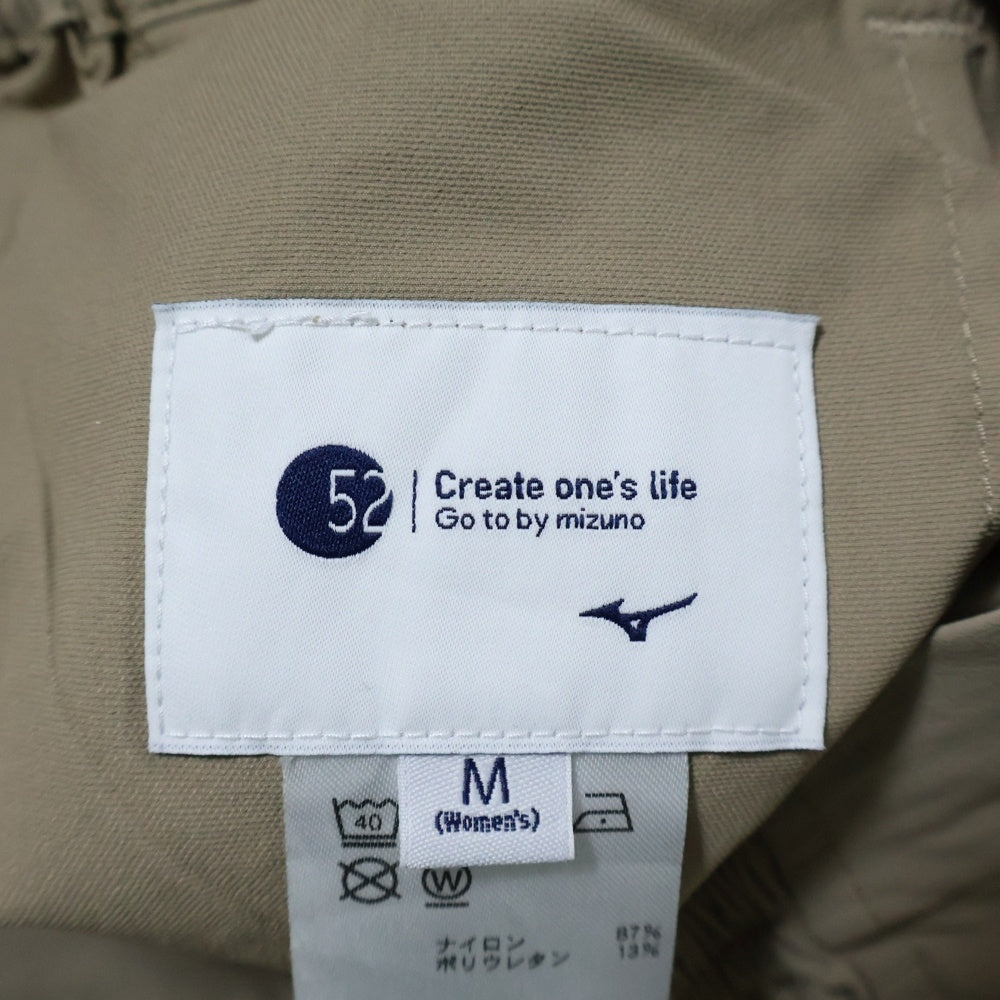 52
Create one's life
Go to by mizuno
M
(Women's)
40
W
ナイロン 87%
ポリウレタン 13%